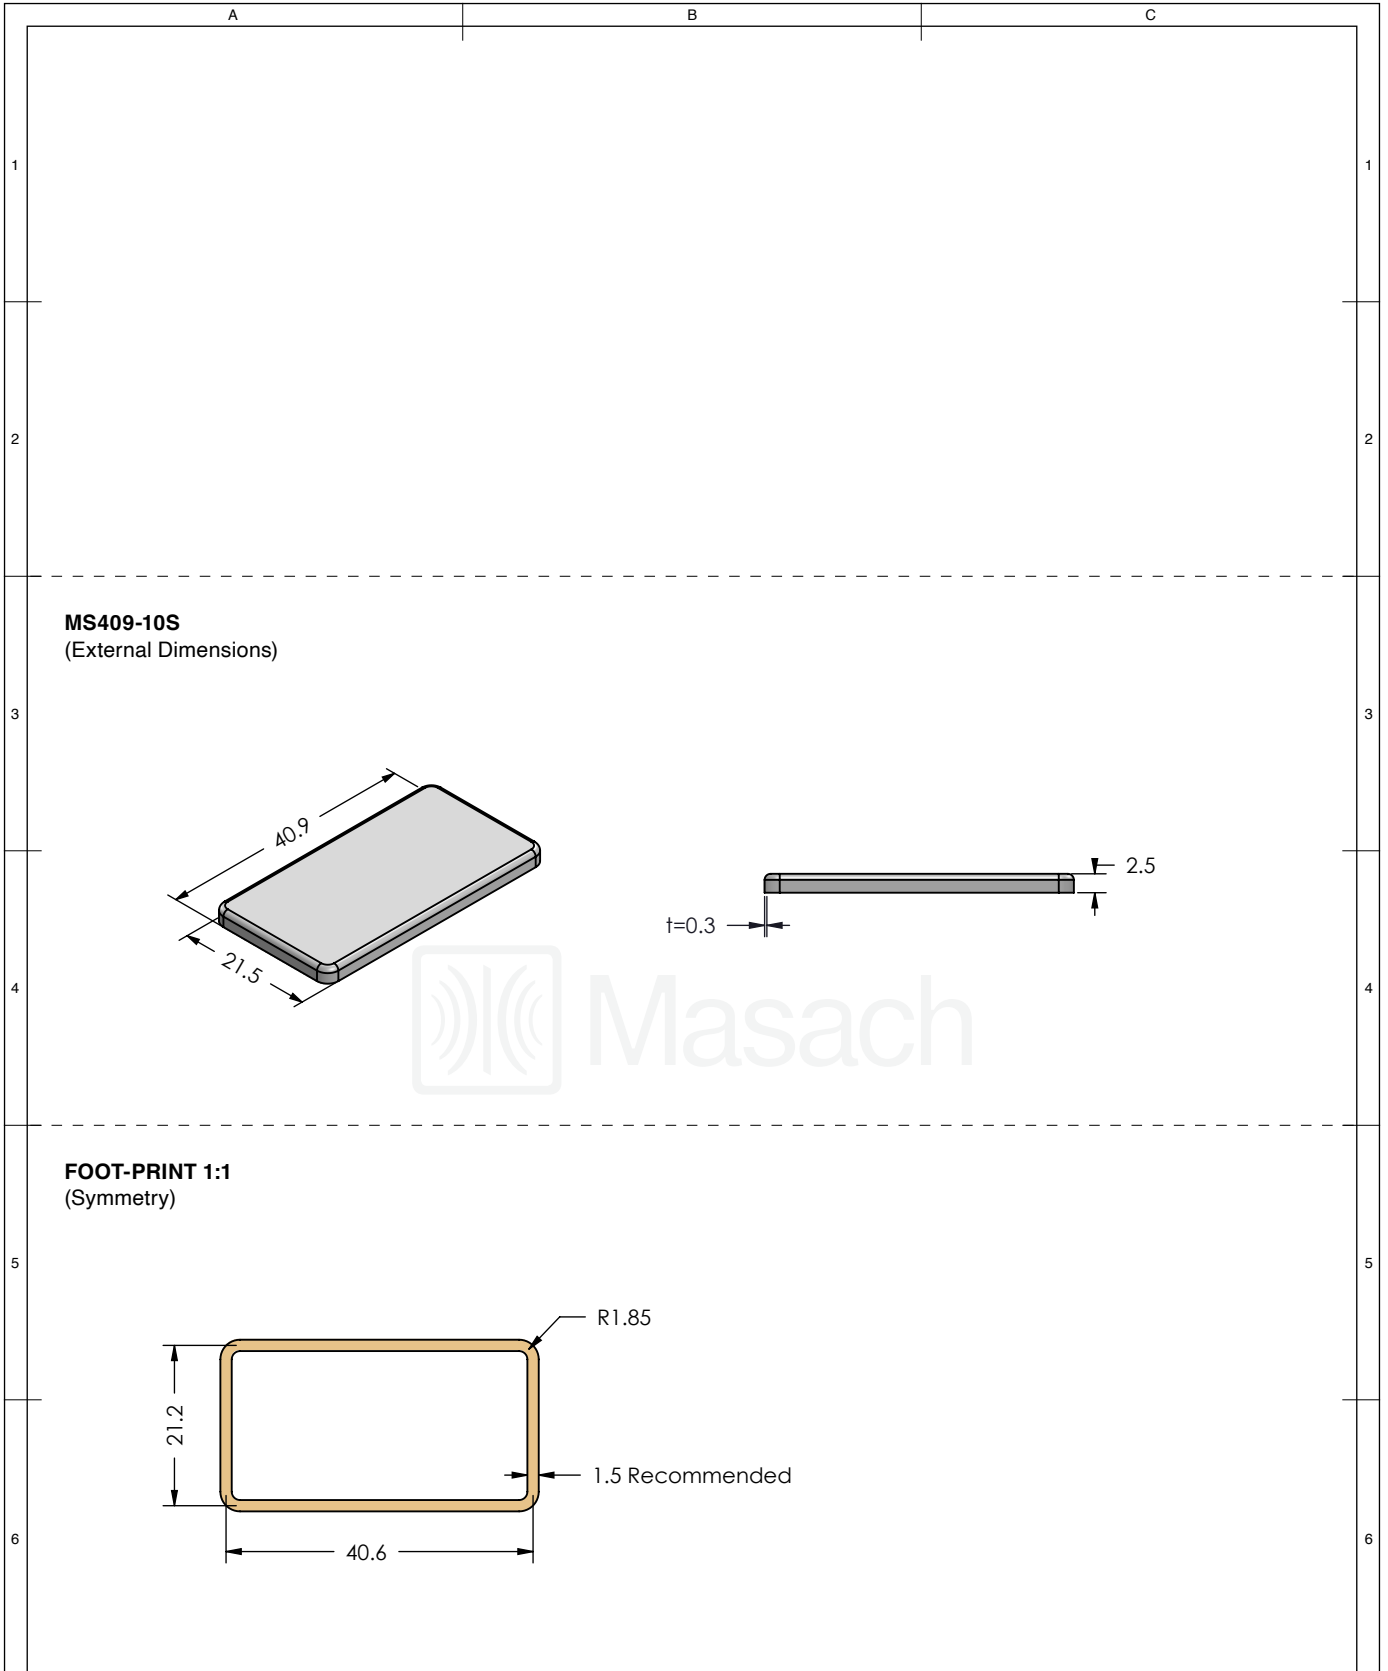 A B C
1 1
2 2
MS409-10S
(External Dimensions)
3 3
40.9
2.5
t=0.3
21.5
4 4
Masach
FOOT-PRINT 1:1
(Symmetry)
5 5
R1.85
21.2
1.5 Recommended
6 6
40.6